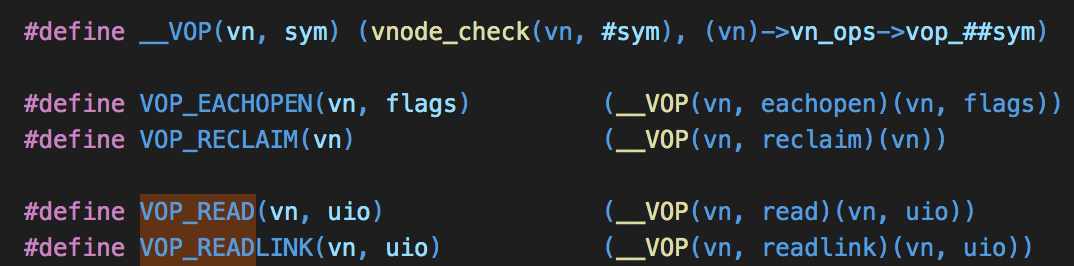 #define __VOP(vn, sym) (vnode_check(vn, #sym), (vn)->vn_ops->vop_##sym)
#define VOP_EACHOPEN(vn, flags) (__VOP(vn, eachopen)(vn, flags))
#define VOP_RECLAIM(vn) (__VOP(vn, reclaim)(vn))
#define VOP_READ(vn, uio) (__VOP(vn, read)(vn, uio))
#define VOP_READLINK(vn, uio) (__VOP(vn, readlink)(vn, uio))